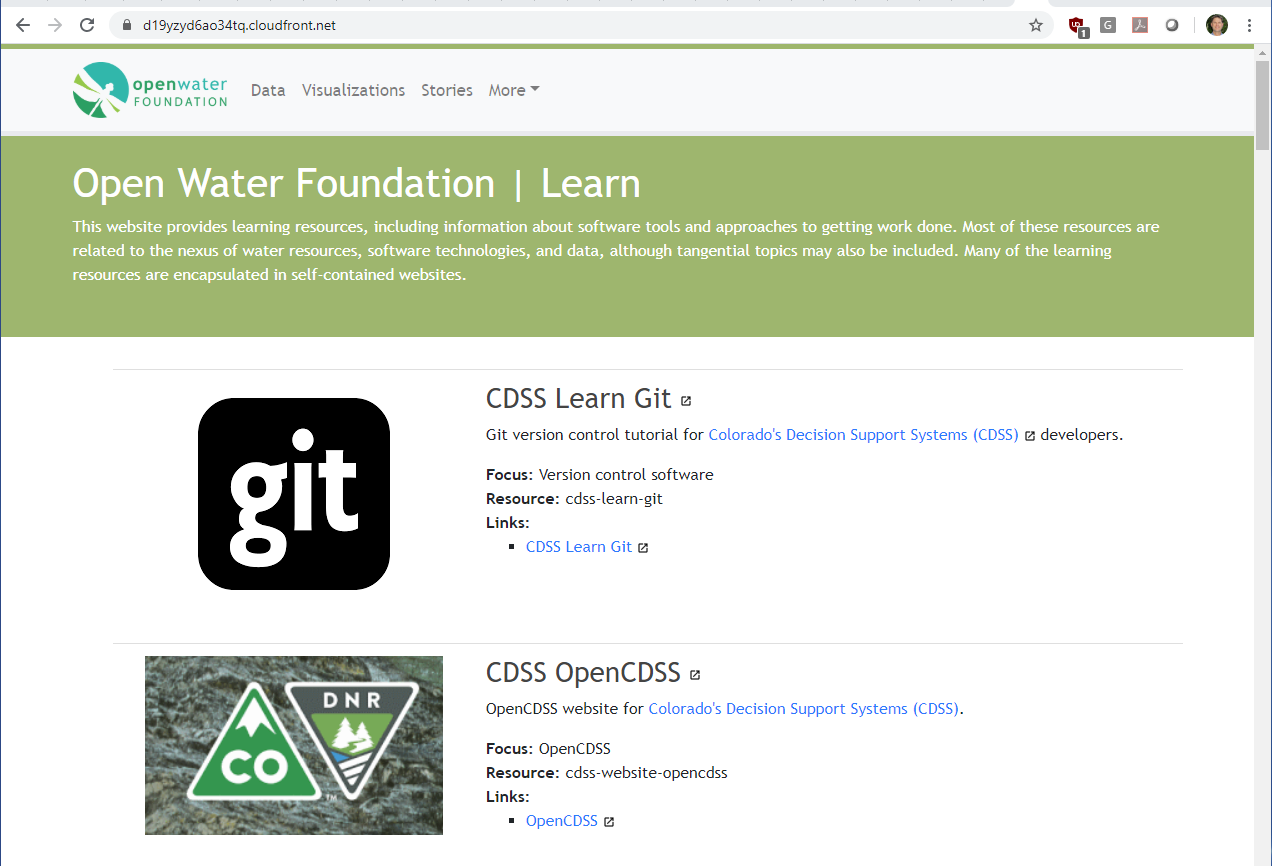 d19yzyd6ao34tq.cloudfront.net
1
G
openwater
FOUNDATION
Data Visualizations Stories More
Open Water Foundation | Learn
This website provides learning resources, including information about software tools and approaches to getting work done. Most of these resources are
related to the nexus of water resources, software technologies, and data, although tangential topics may also be included. Many of the learning
resources are encapsulated in self-contained websites.
git
CDSS Learn Git
Git version control tutorial for Colorado's Decision Support Systems (CDSS) developers.
Focus: Version control software
Resource: cdss-learn-git
Links:
▪ CDSS Learn Git
CO
DNR
TM
CDSS OpenCDSS
OpenCDSS website for Colorado's Decision Support Systems (CDSS).
Focus: OpenCDSS
Resource: cdss-website-opencdss
Links:
▪ OpenCDSS